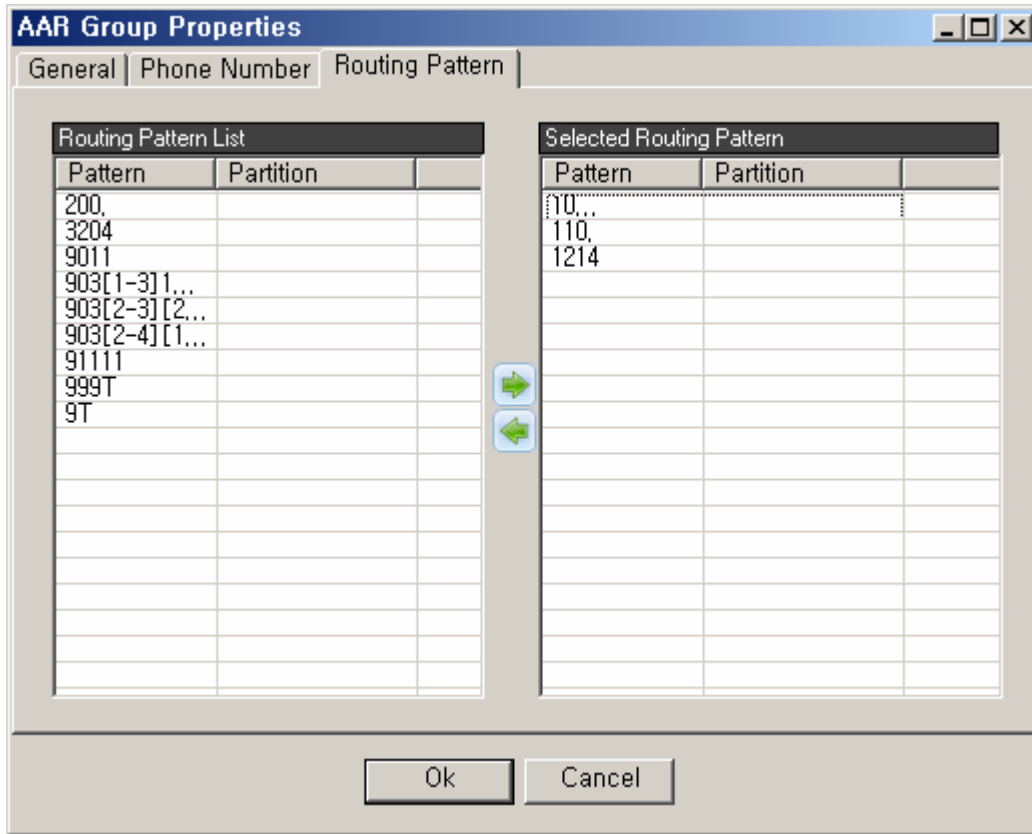 AAR Group Properties
General Phone Number Routing Pattern
Routing Pattern List
Pattern Partition
200,
3204
9011
903[1-3]1,,,
903[2-3][2,,,
903[2-4][1,,,
91111
999T
9T
Selected Routing Pattern
Pattern Partition
10,,,
110,
1214
Ok Cancel